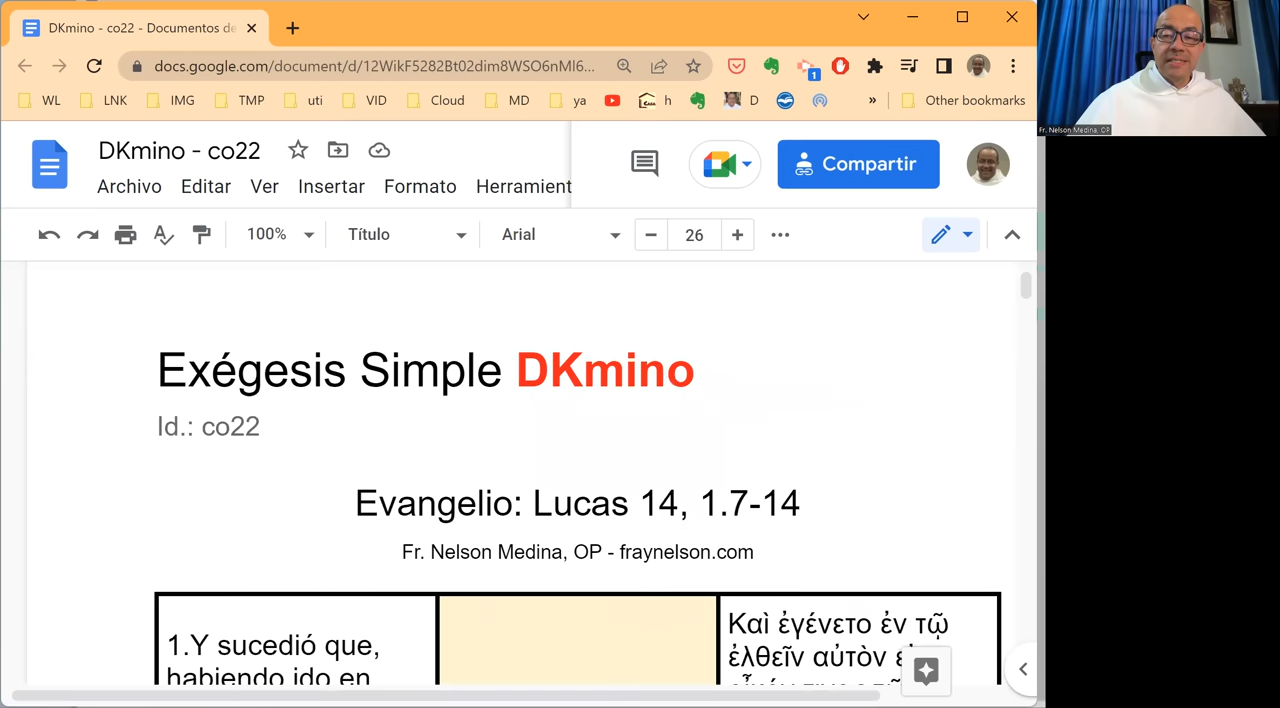 DKmino - co22 - Documentos de
docs.google.com/document/d/12WikF5282Bt02dlm8WSO6nMl6...
1
WL LNK IMG TMP uti VID Cloud MD ya h D » Other bookmarks
DKmino - co22
Archivo Editar Ver Insertar Formato Herramient
Compartir
100% Título Arial 26
Exégesis Simple DKmino
Id.: co22
Evangelio: Lucas 14, 1.7-14
Fr. Nelson Medina, OP - fraynelson.com
1.Y sucedió que,
habiendo ido en
Καὶ ἐγένετο ἐν τῷ
ἐλθεῖν αὐτὸν
Fr. Nelson Medina, OP